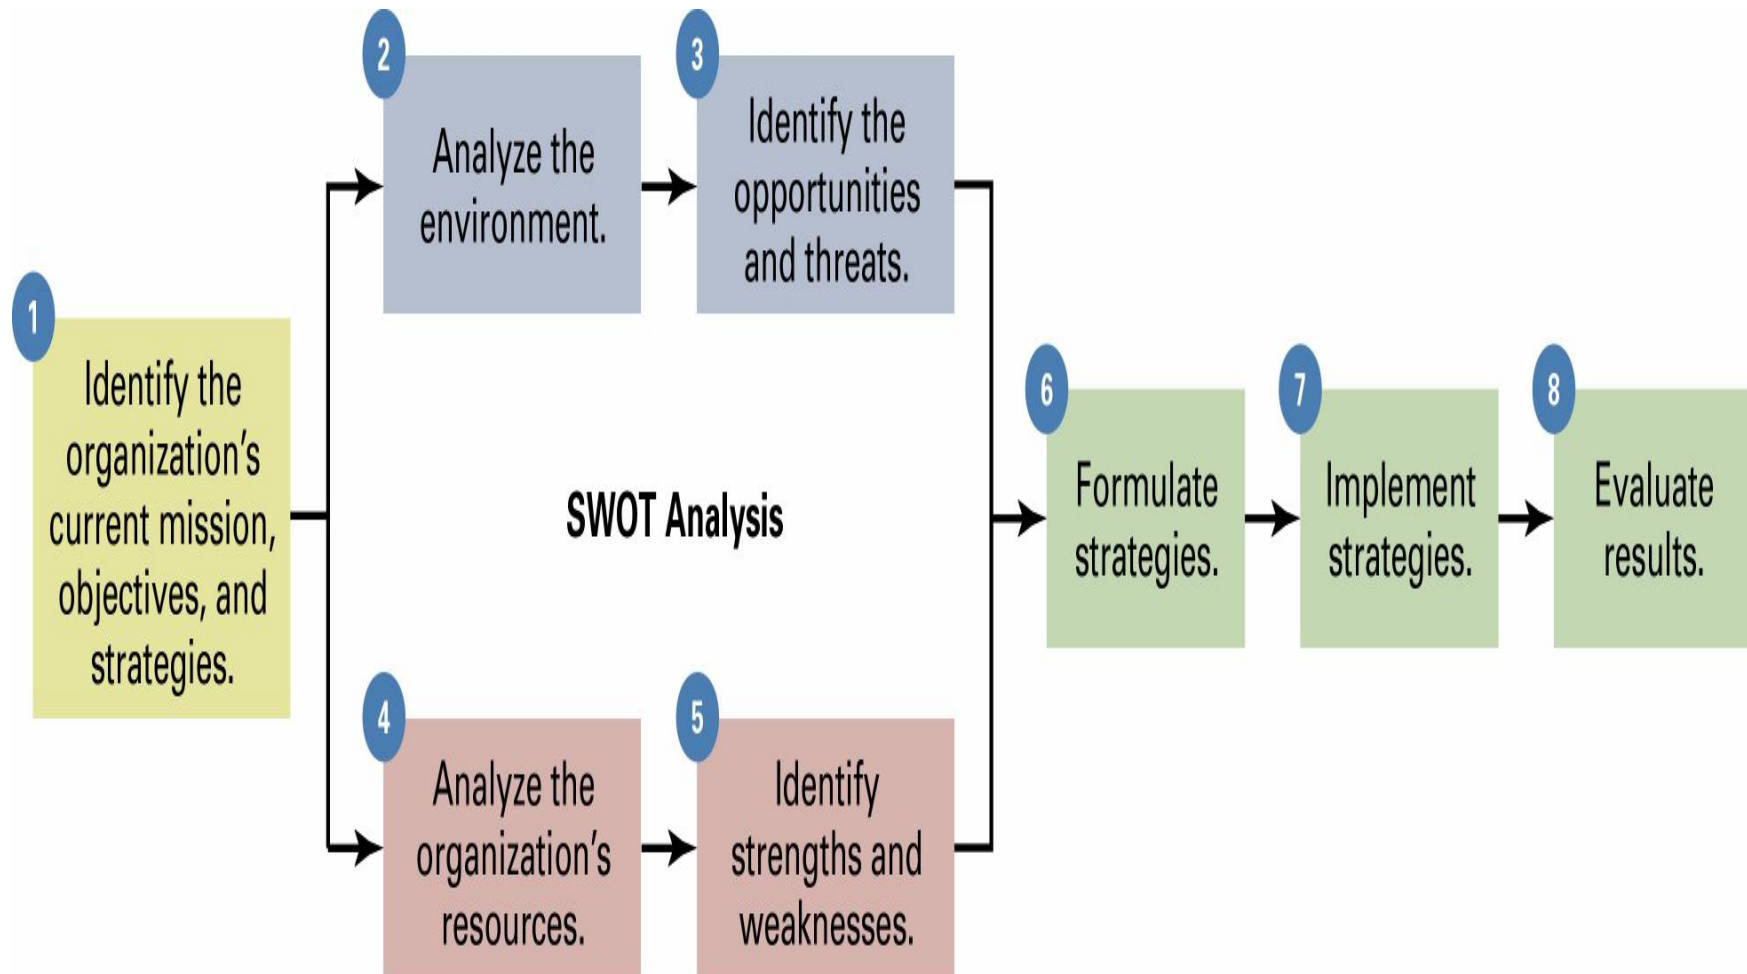 1
Identify the
organization's
current mission,
objectives, and
strategies.
2
Analyze the
environment.
3
Identify the
opportunities
and threats.
SWOT Analysis
4
Analyze the
organization's
resources.
5
Identify
strengths and
weaknesses.
6
Formulate
strategies.
7
Implement
strategies.
8
Evaluate
results.